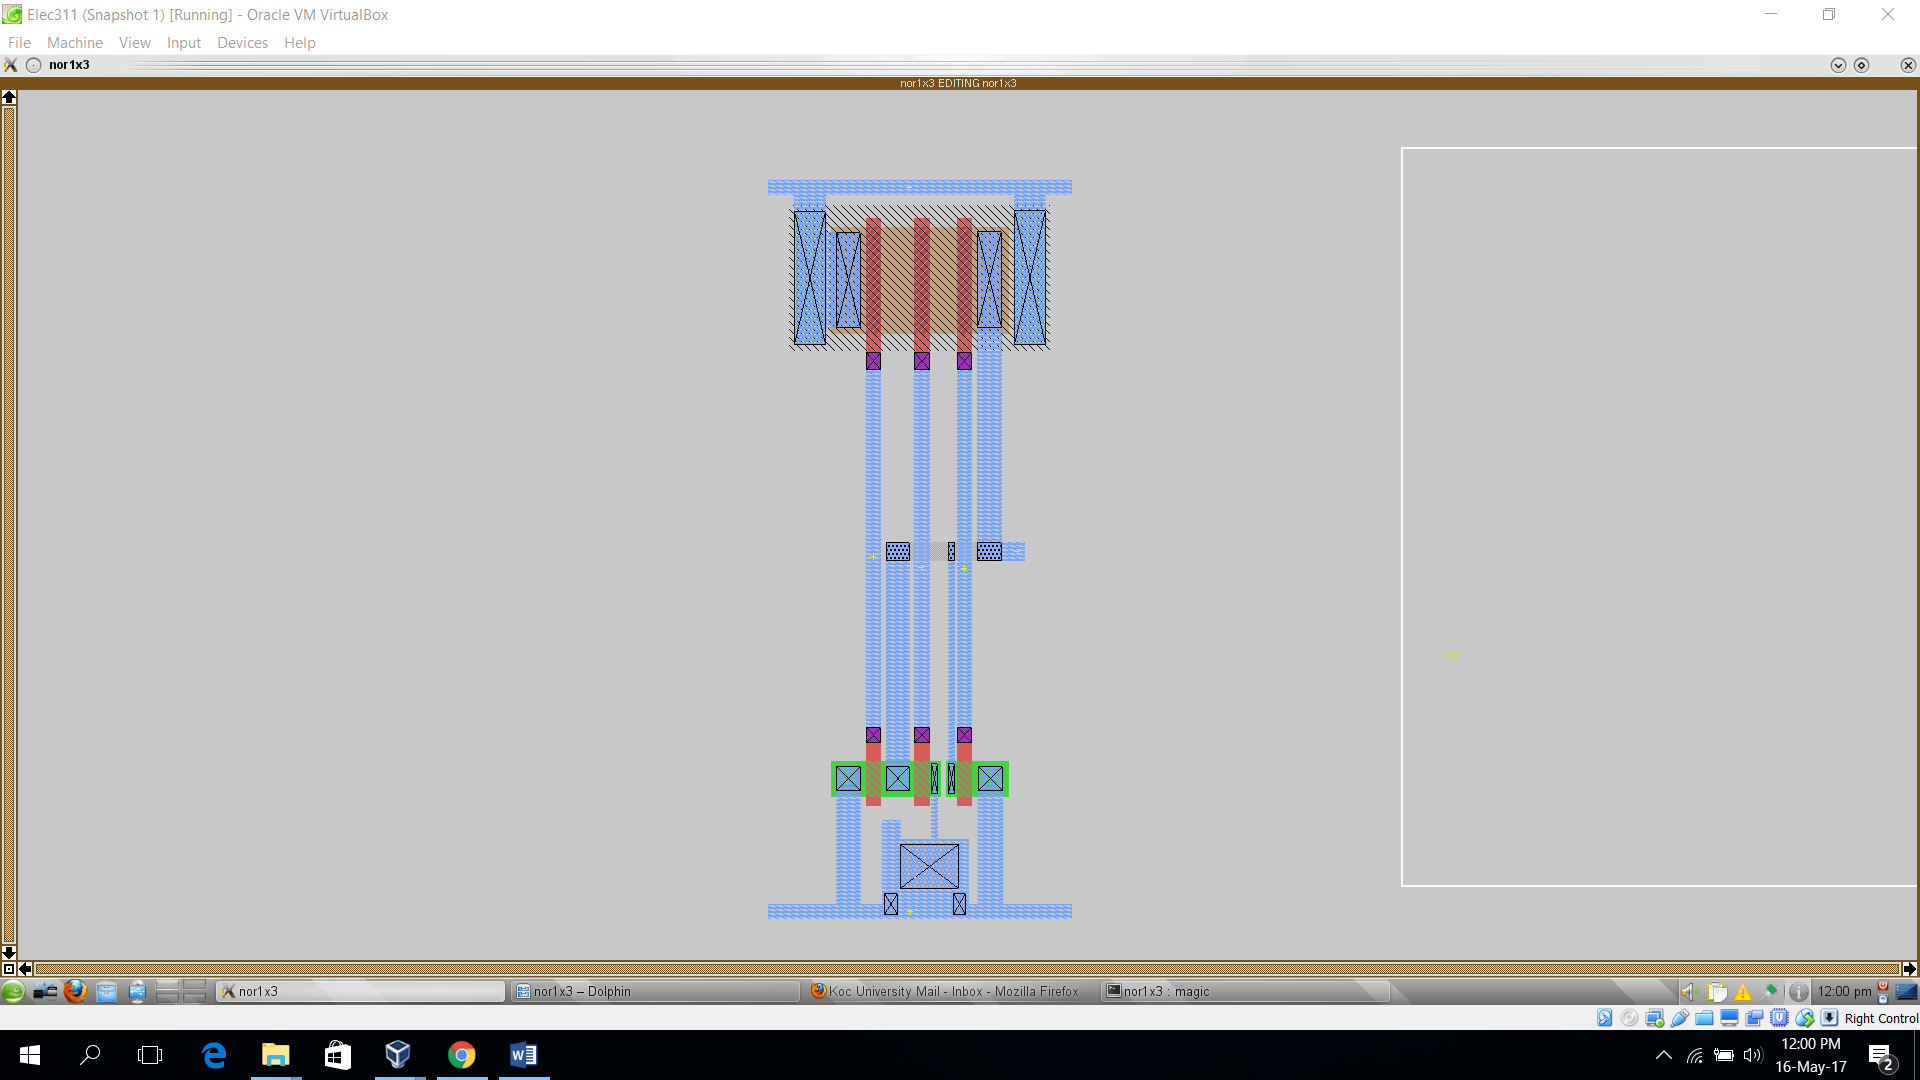 Elec311 (Snapshot 1) [Running] - Oracle VM VirtualBox
File Machine View Input Devices Help
nor1x3
nor1x3 EDITING nor1x3
nor1x3
nor1x3 – Dolphin
Koc University Mail - Inbox - Mozilla Firefox
nor1x3 : magic
12:00 pm
Right Control
12:00 PM
16-May-17
2